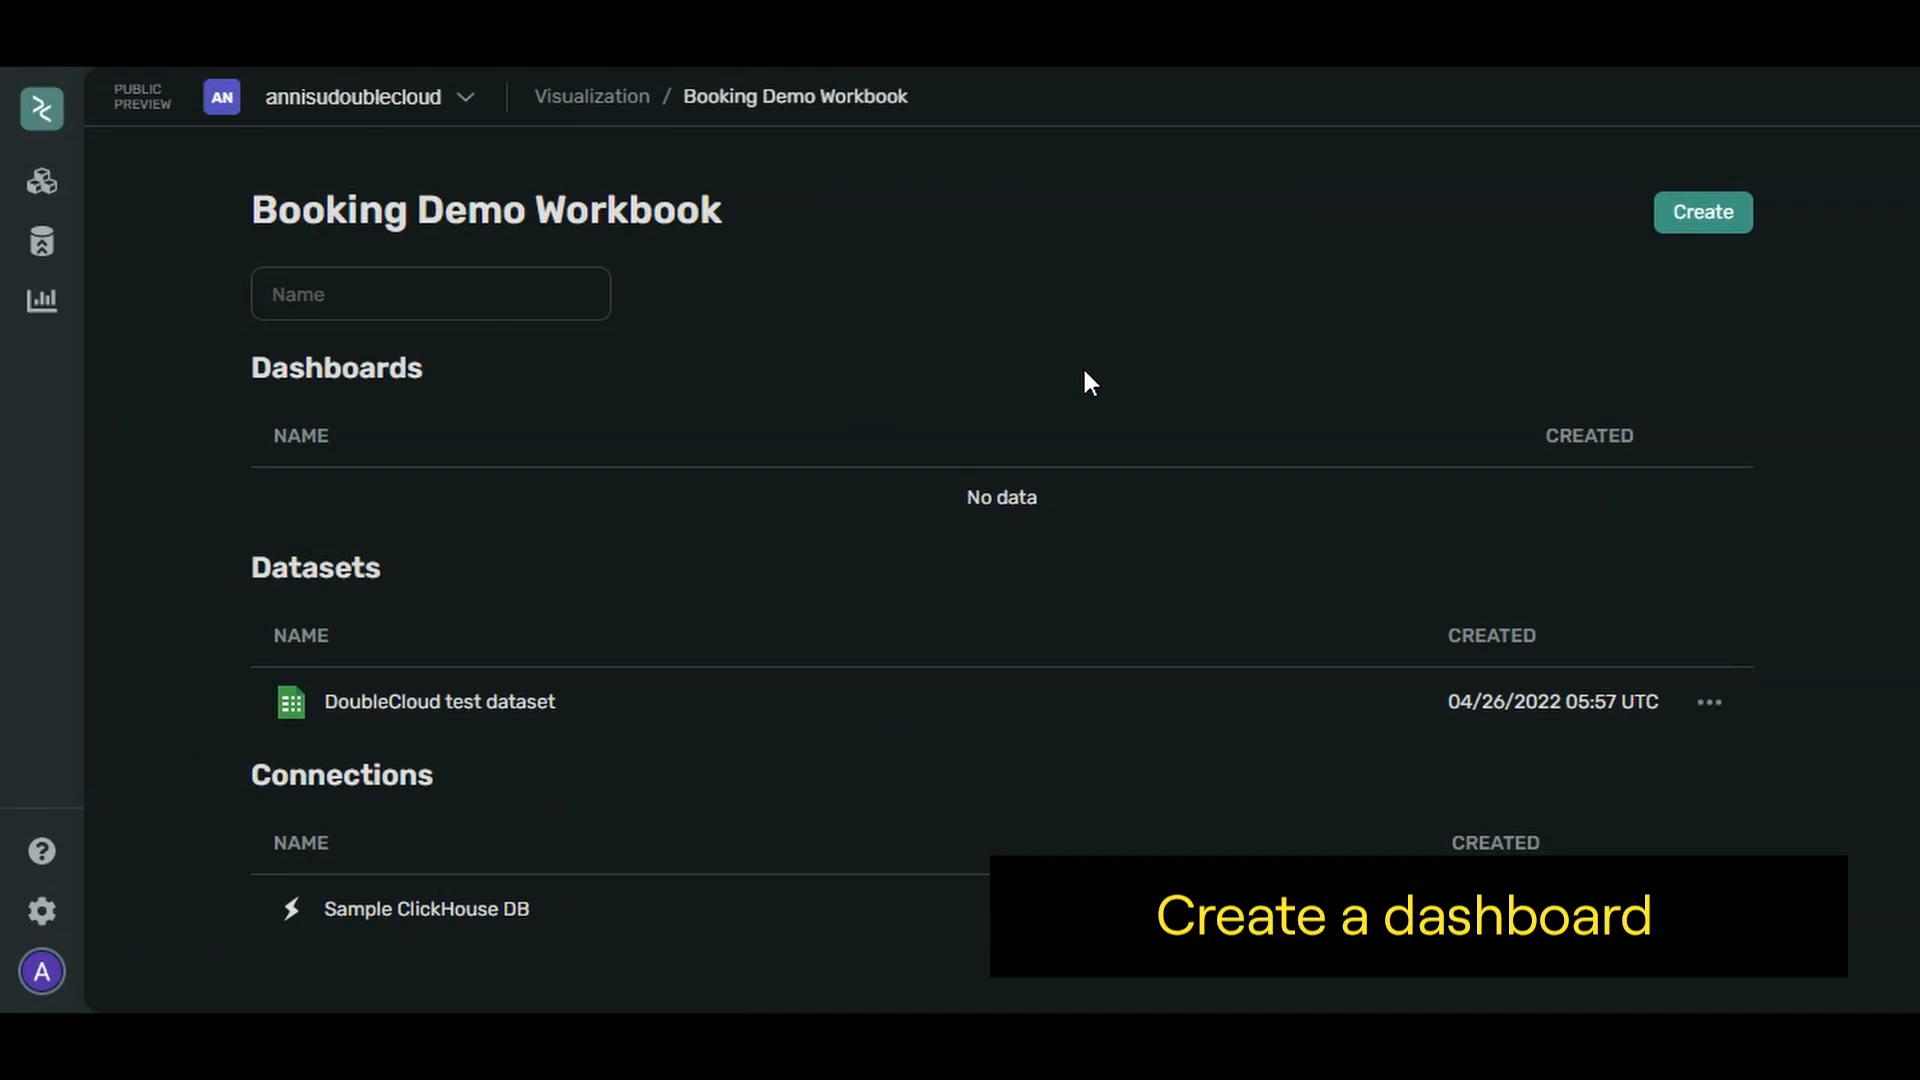 PUBLIC
PREVIEW
AN
annisudoublecloud
Visualization / Booking Demo Workbook
Booking Demo Workbook
Create
Name
Dashboards
NAME
CREATED
No data
Datasets
NAME
CREATED
DoubleCloud test dataset
04/26/2022 05:57 UTC
Connections
NAME
CREATED
Sample ClickHouse DB
Create a dashboard
?
A